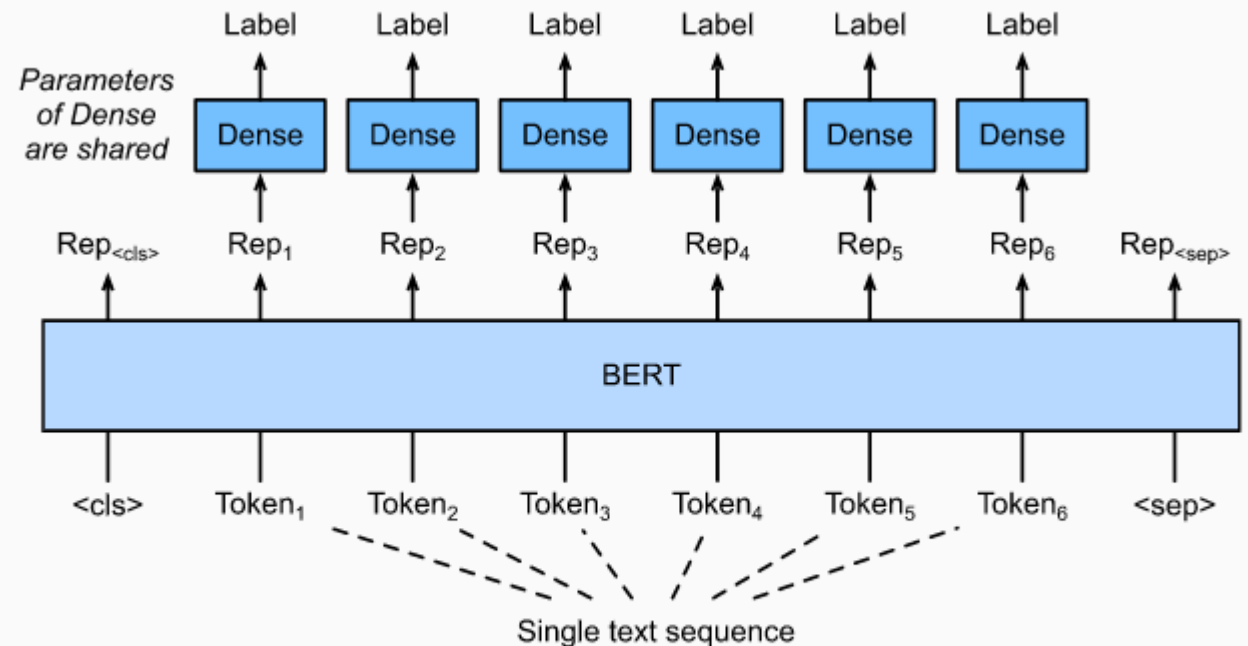 Label Label Label Label Label Label
Parameters
of Dense
are shared
Dense Dense Dense Dense Dense Dense
Rep<cls> Rep1 Rep2 Rep3 Rep4 Rep5 Rep6 Rep<sep>
BERT
<cls> Token1 Token2 Token3 Token4 Token5 Token6 <sep>
Single text sequence